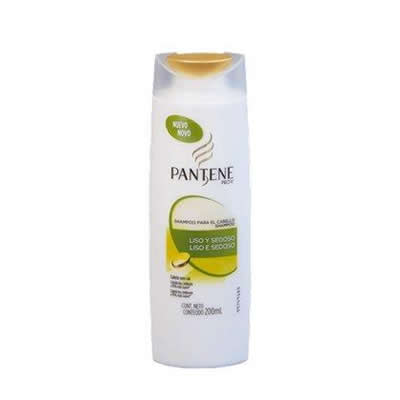 NUEVO
NOVO
PANTENE
PRO-V
SHAMPOO PARA EL CABELLO
SHAMPOO
LISO Y SEDOSO
LISO E SEDOSO
CONT. NETO
CONTEÚDO 200mL